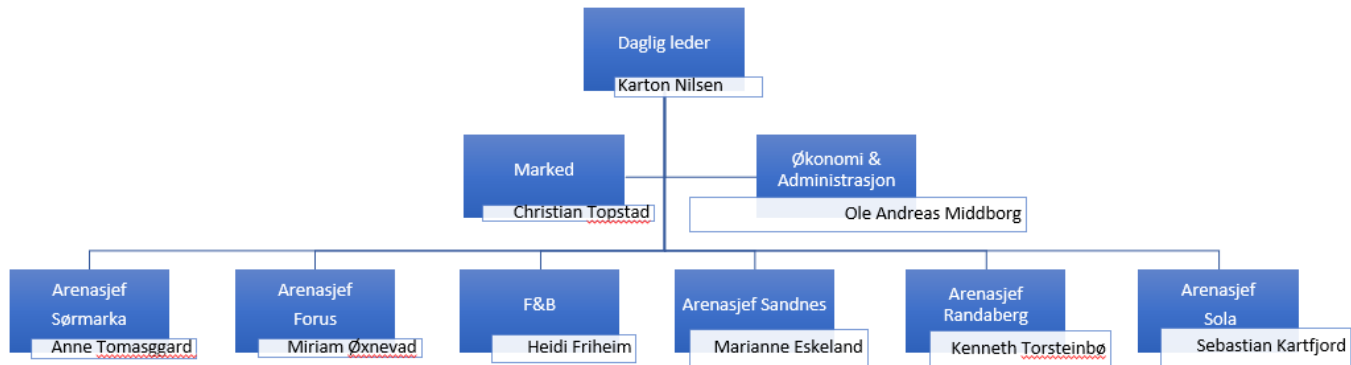 Daglig leder
Karton Nilsen
Marked
Christian Topstad
Økonomi &
Administrasjon
Ole Andreas Middborg
Arenasjef
Sørmarka
Anne Tomasggard
Arenasjef
Forus
Miriam Øxnevad
F&B
Heidi Friheim
Arenasjef Sandnes
Marianne Eskeland
Arenasjef
Randaberg
Kenneth Torsteinbø
Arenasjef
Sola
Sebastian Kartfjord